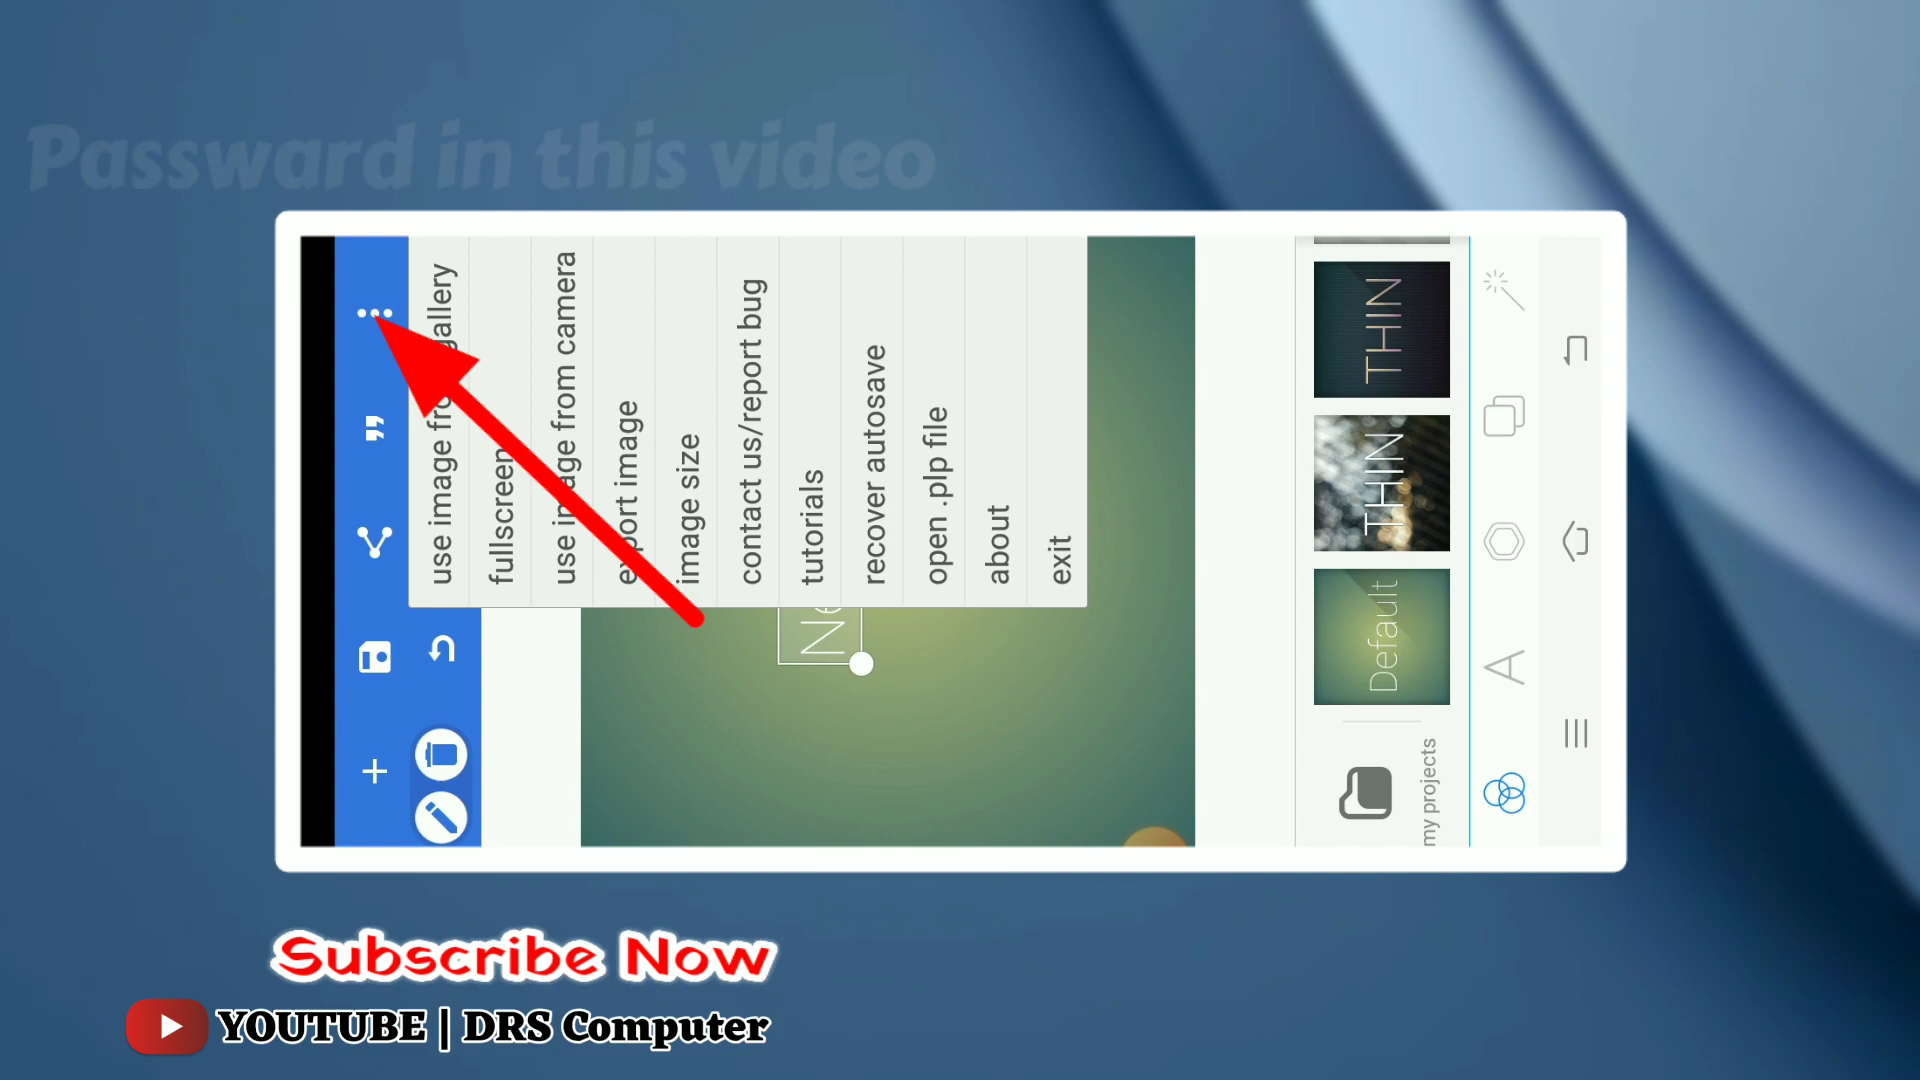 Passward in this video
use image from gallery
fullscreen
use image from camera
export image
image size
contact us/report bug
tutorials
recover autosave
open .plp file
about
exit
Ne
THIN
THIN
Default
my projects
Subscribe Now
YOUTUBE | DRS Computer